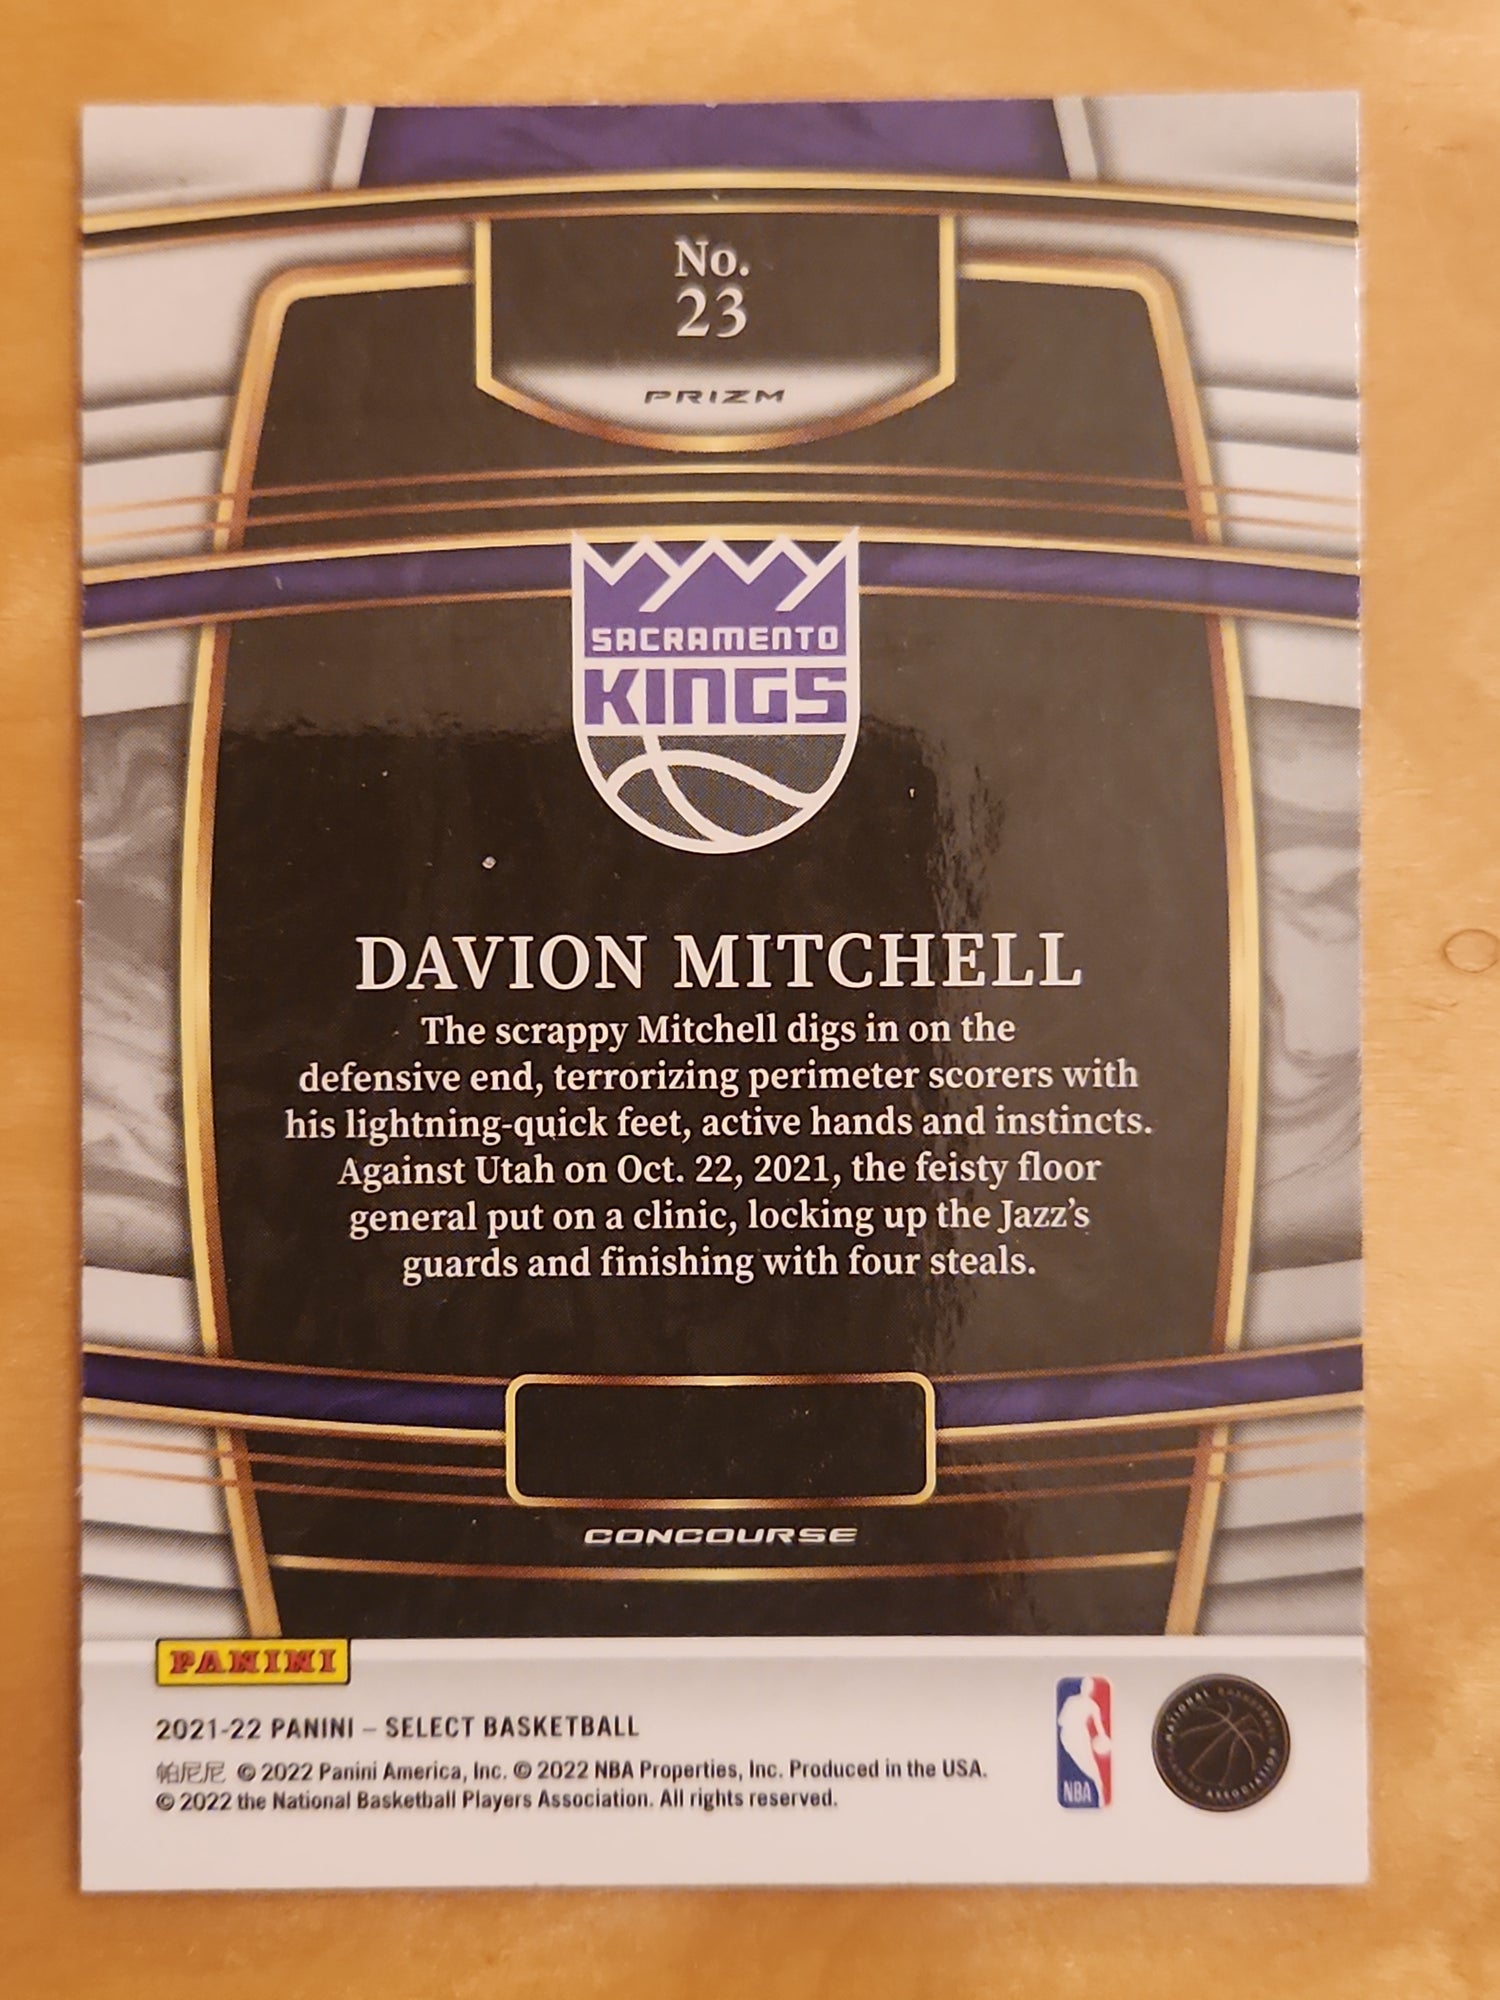 No.
23
PRIZM
SACRAMENTO
KINGS
DAVION MITCHELL
The scrappy Mitchell digs in on the
defensive end, terrorizing perimeter scorers with
his lightning-quick feet, active hands and instincts.
Against Utah on Oct. 22, 2021, the feisty floor
general put on a clinic, locking up the Jazz's
guards and finishing with four steals.
CONCOURSE
PANINI
2021-22 PANINI – SELECT BASKETBALL
帕尼尼 © 2022 Panini America, Inc. © 2022 NBA Properties, Inc. Produced in the USA.
© 2022 the National Basketball Players Association. All rights reserved.
NBA
NATIONAL BASKETBALL PLAYERS ASSOCIATION